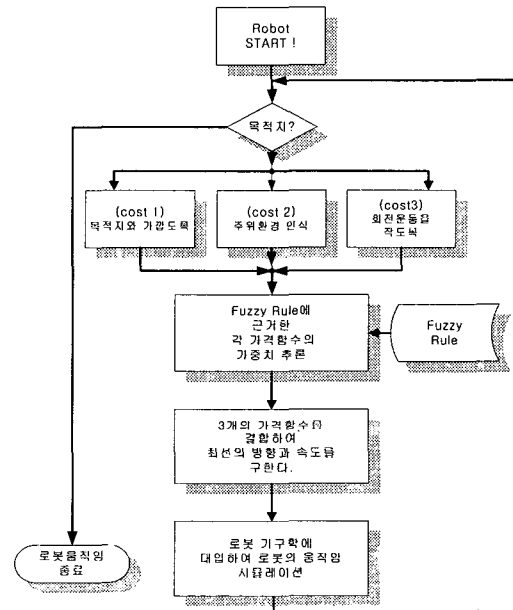 Robot
START !
목적지?
(cost 1)
목적지와 가깝도록
(cost 2)
주위환경 인식
(cost3)
회전운동을
작도록
Fuzzy Rule에
근거한
각 가격함수의
가중치 추론
Fuzzy
Rule
3개의 가격함수를
결합하여
최선의 방향과 속도를
구한다.
로봇 기구학에
대입하여 로봇의 움직임
시뮬레이션
로봇움직임
종료